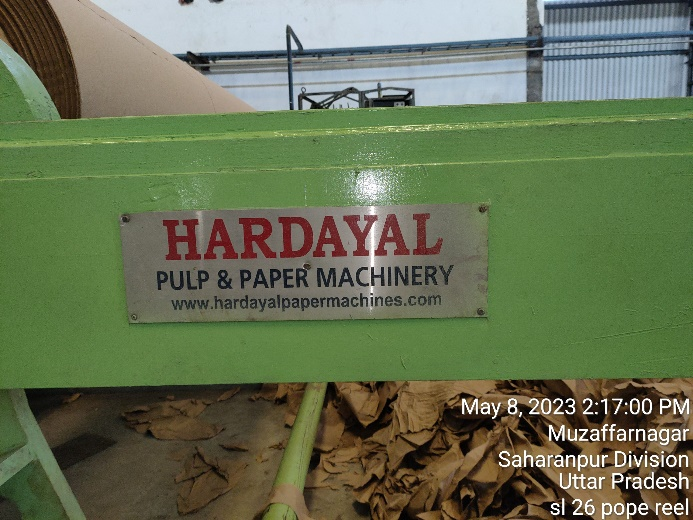 HARDAYAL
PULP & PAPER MACHINERY
www.hardayalpapermachines.com
May 8, 2023 2:17:00 PM
Muzaffarnagar
Saharanpur Division
Uttar Pradesh
sl 26 pope reel